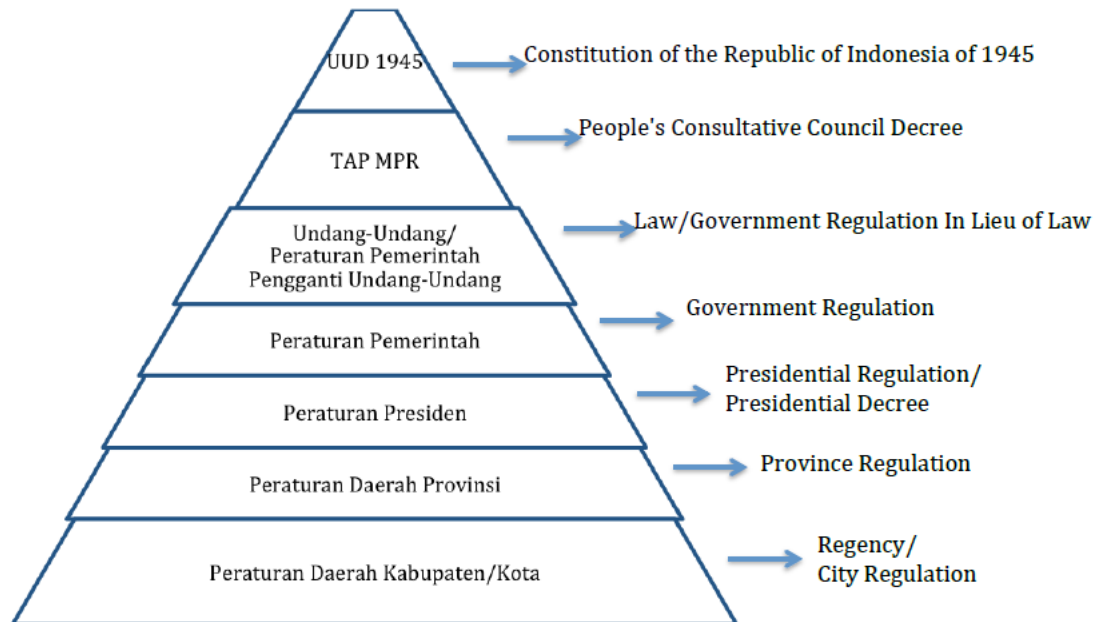 UUD 1945
Constitution of the Republic of Indonesia of 1945
TAP MPR
People's Consultative Council Decree
Undang-Undang/
Peraturan Pemerintah
Pengganti Undang-Undang
Law/Government Regulation In Lieu of Law
Peraturan Pemerintah
Government Regulation
Peraturan Presiden
Presidential Regulation/
Presidential Decree
Peraturan Daerah Provinsi
Province Regulation
Peraturan Daerah Kabupaten/Kota
Regency/
City Regulation